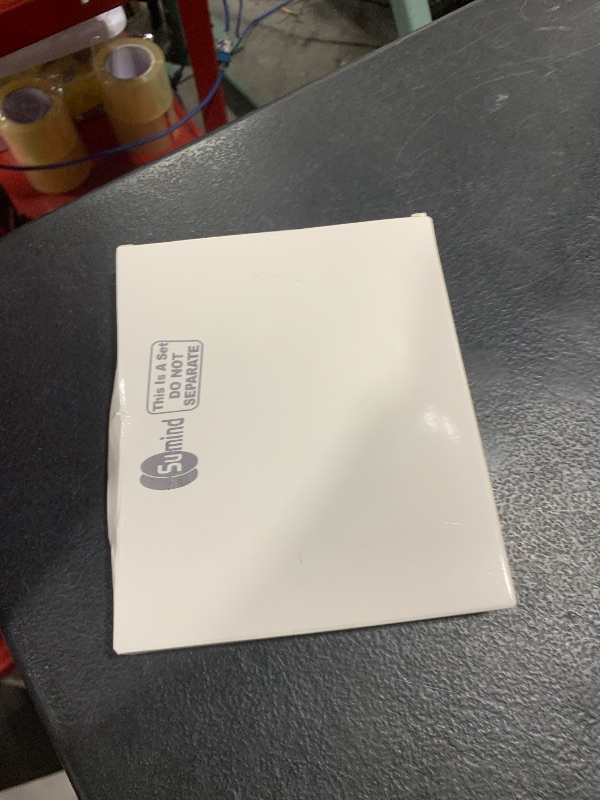 Sumind
This Is A Set
DO NOT
SEPARATE